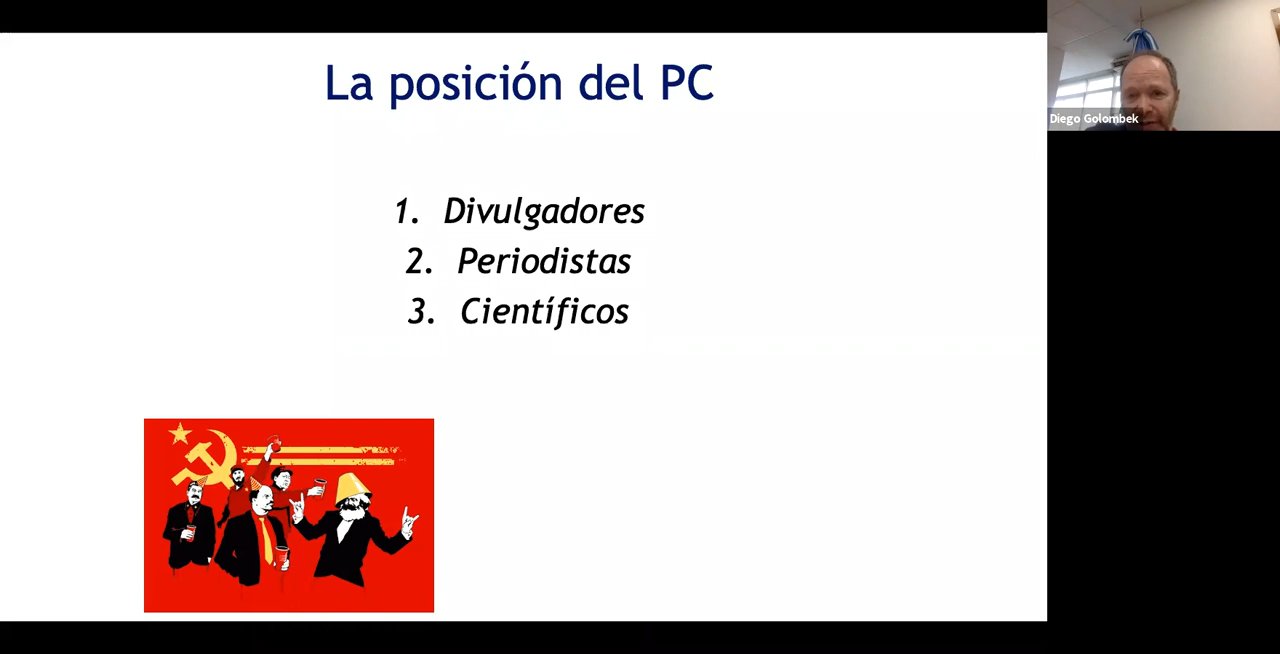 La posición del PC
1. Divulgadores
2. Periodistas
3. Científicos
Diego Golombek